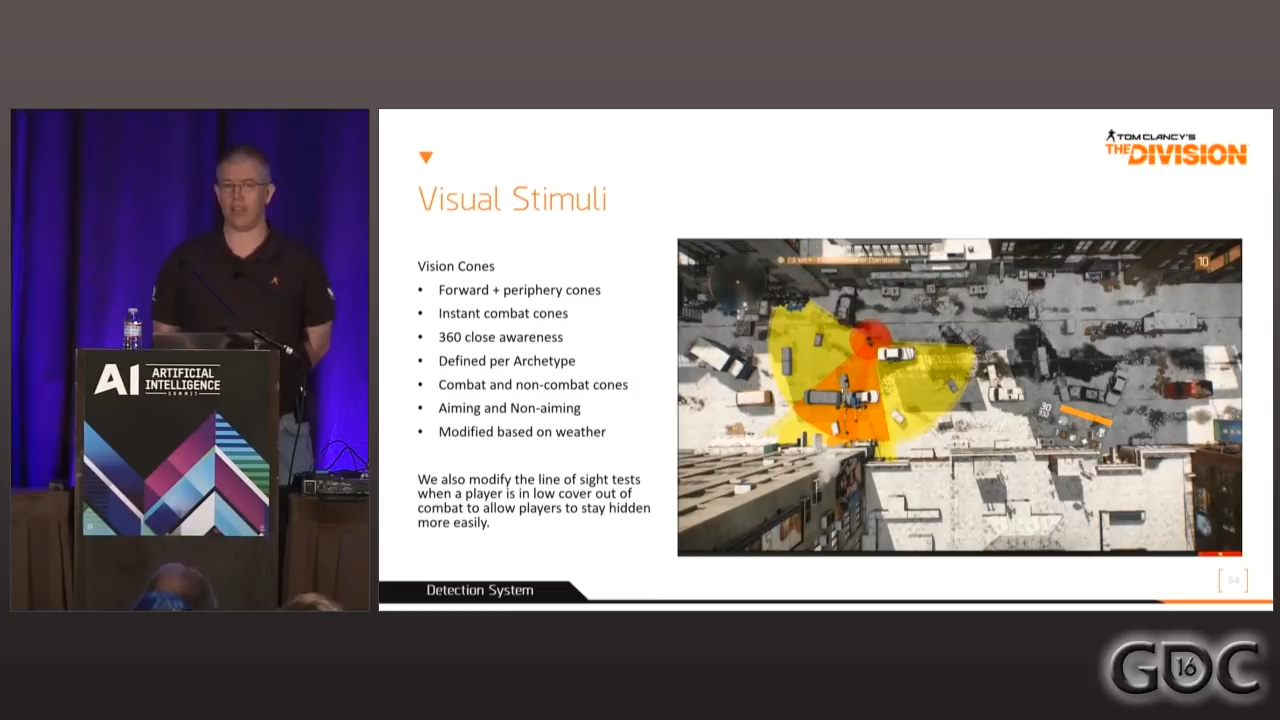 TOM CLANCY'S
THE DIVISION
Visual Stimuli
Vision Cones
• Forward + periphery cones
• Instant combat cones
• 360 close awareness
• Defined per Archetype
• Combat and non-combat cones
• Aiming and Non-aiming
• Modified based on weather
We also modify the line of sight tests
when a player is in low cover out of
combat to allow players to stay hidden
more easily.
10
30
Detection System
54
AI ARTIFICIAL
INTELLIGENCE
SUMMIT
GDC
16